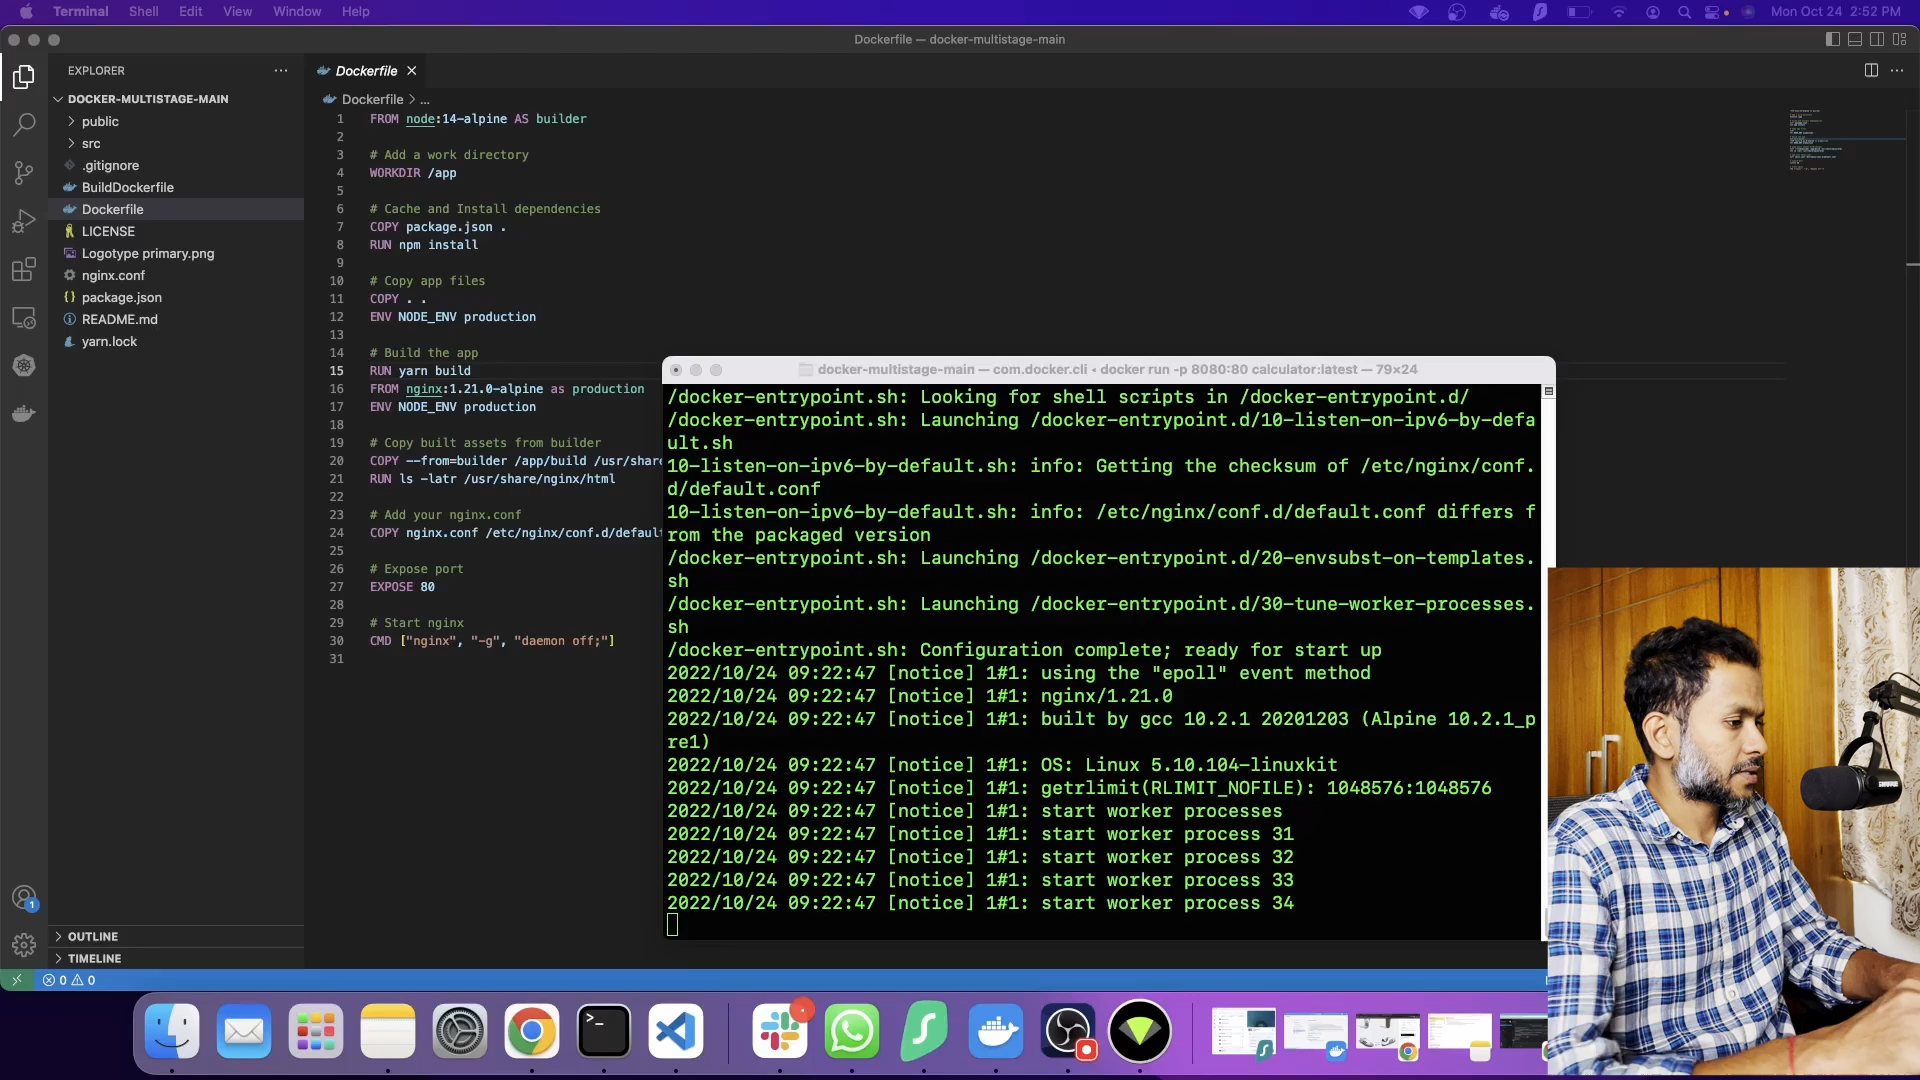 Terminal Shell Edit View Window Help
Mon Oct 24 2:52 PM
Dockerfile — docker-multistage-main
EXPLORER
DOCKER-MULTISTAGE-MAIN
public
src
.gitignore
BuildDockerfile
Dockerfile
LICENSE
Logotype primary.png
nginx.conf
package.json
README.md
yarn.lock
OUTLINE
TIMELINE
Dockerfile
Dockerfile > ...
1 FROM node:14-alpine AS builder
2
3 # Add a work directory
4 WORKDIR /app
5
6 # Cache and Install dependencies
7 COPY package.json .
8 RUN npm install
9
10 # Copy app files
11 COPY . .
12 ENV NODE_ENV production
13
14 # Build the app
15 RUN yarn build
16 FROM nginx:1.21.0-alpine as production
17 ENV NODE_ENV production
18
19 # Copy built assets from builder
20 COPY --from=builder /app/build /usr/share
21 RUN ls -latr /usr/share/nginx/html
22
23 # Add your nginx.conf
24 COPY nginx.conf /etc/nginx/conf.d/default
25
26 # Expose port
27 EXPOSE 80
28
29 # Start nginx
30 CMD ["nginx", "-g", "daemon off;"]
31
docker-multistage-main — com.docker.cli • docker run -p 8080:80 calculator:latest — 79×24
/docker-entrypoint.sh: Looking for shell scripts in /docker-entrypoint.d/
/docker-entrypoint.sh: Launching /docker-entrypoint.d/10-listen-on-ipv6-by-defa
ult.sh
10-listen-on-ipv6-by-default.sh: info: Getting the checksum of /etc/nginx/conf.
d/default.conf
10-listen-on-ipv6-by-default.sh: info: /etc/nginx/conf.d/default.conf differs f
rom the packaged version
/docker-entrypoint.sh: Launching /docker-entrypoint.d/20-envsubst-on-templates.
sh
/docker-entrypoint.sh: Launching /docker-entrypoint.d/30-tune-worker-processes.
sh
/docker-entrypoint.sh: Configuration complete; ready for start up
2022/10/24 09:22:47 [notice] 1#1: using the "epoll" event method
2022/10/24 09:22:47 [notice] 1#1: nginx/1.21.0
2022/10/24 09:22:47 [notice] 1#1: built by gcc 10.2.1 20201203 (Alpine 10.2.1_p
re1)
2022/10/24 09:22:47 [notice] 1#1: OS: Linux 5.10.104-linuxkit
2022/10/24 09:22:47 [notice] 1#1: getrlimit(RLIMIT_NOFILE): 1048576:1048576
2022/10/24 09:22:47 [notice] 1#1: start worker processes
2022/10/24 09:22:47 [notice] 1#1: start worker process 31
2022/10/24 09:22:47 [notice] 1#1: start worker process 32
2022/10/24 09:22:47 [notice] 1#1: start worker process 33
2022/10/24 09:22:47 [notice] 1#1: start worker process 34
1
0 0